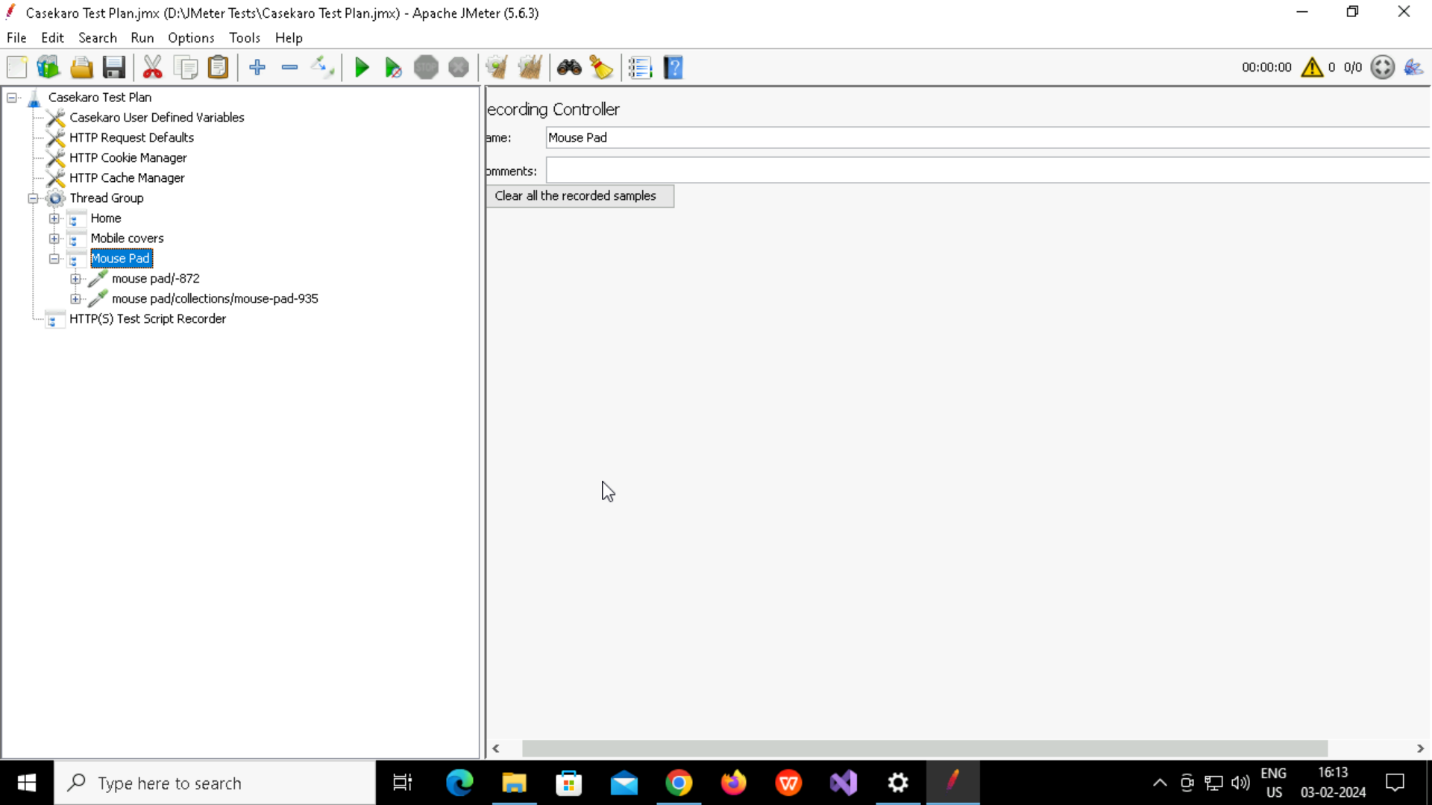 Casekaro Test Plan.jmx (D:\JMeter Tests\Casekaro Test Plan.jmx) - Apache JMeter (5.6.3)
File Edit Search Run Options Tools Help
00:00:00 0 0/0
Casekaro Test Plan
Casekaro User Defined Variables
HTTP Request Defaults
HTTP Cookie Manager
HTTP Cache Manager
Thread Group
Home
Mobile covers
Mouse Pad
mouse pad/-872
mouse pad/collections/mouse-pad-935
HTTP(S) Test Script Recorder
ecording Controller
ame: Mouse Pad
omments:
Clear all the recorded samples
Type here to search
ENG
US
16:13
03-02-2024